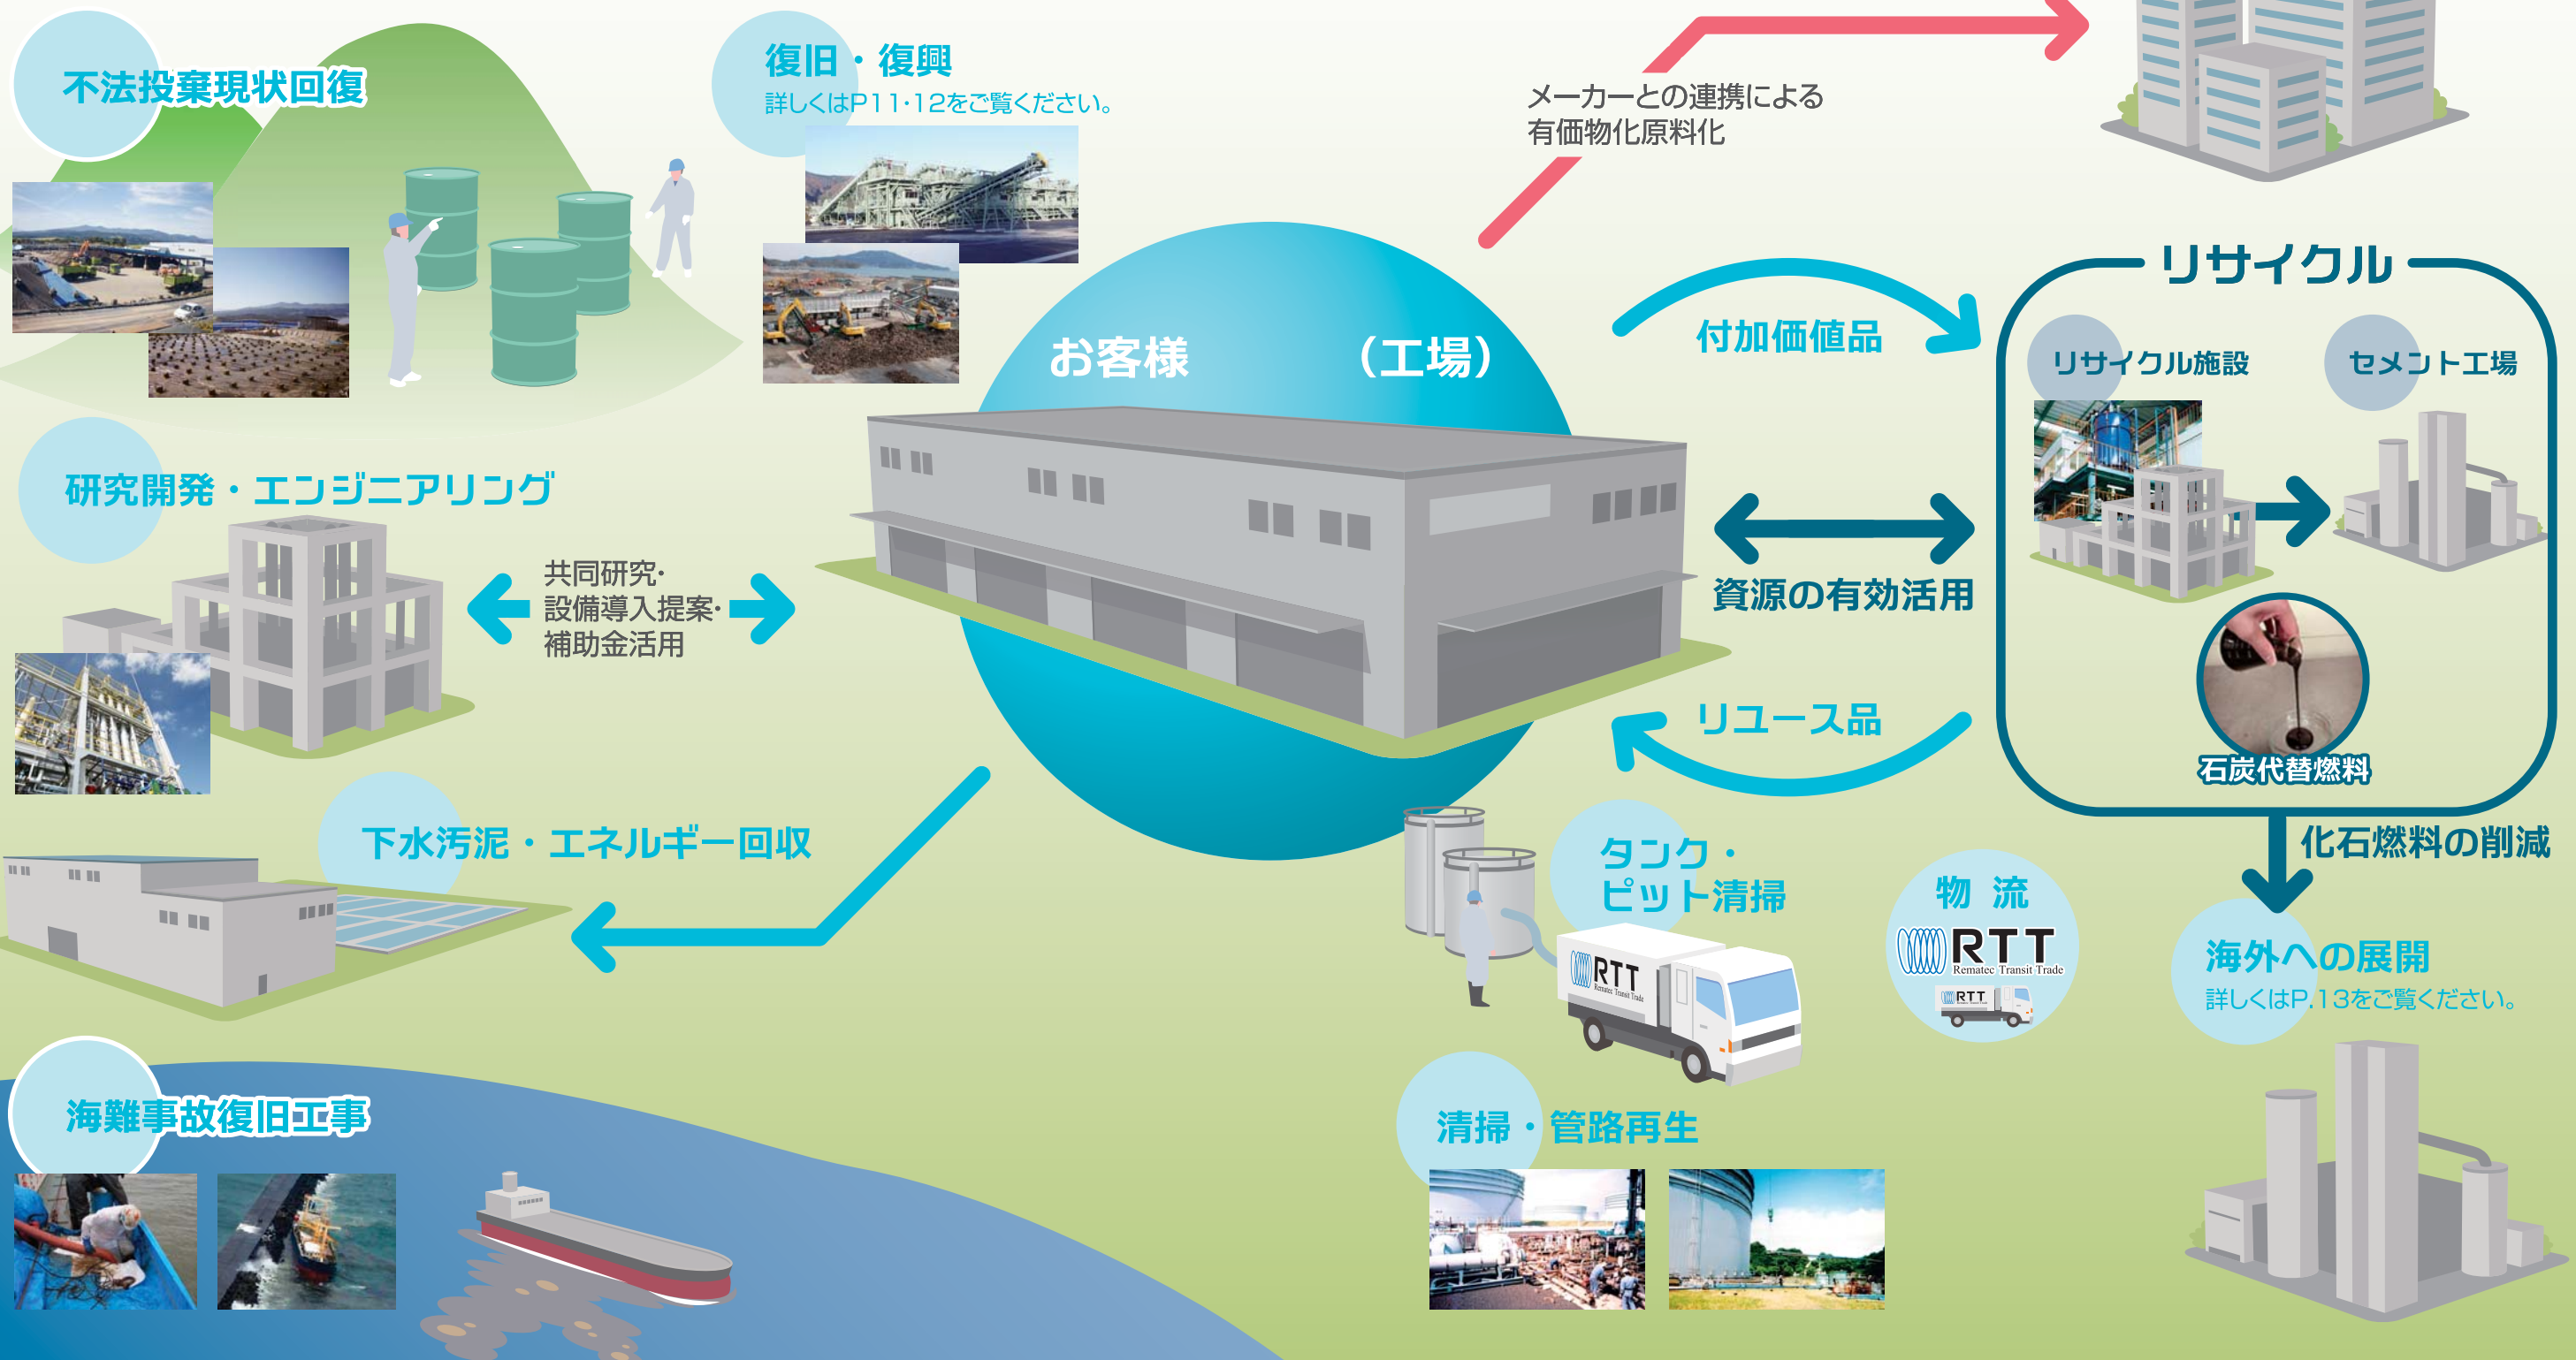 不法投棄現状回復
復旧・復興
詳しくはP11・12をご覧ください。
メーカーとの連携による
有価物化原料化
お客様 （工場）
付加価値品
リサイクル
リサイクル施設
セメント工場
研究開発・エンジニアリング
共同研究・
設備導入提案・
補助金活用
資源の有効活用
リユース品
石炭代替燃料
化石燃料の削減
下水汚泥・エネルギー回収
タンク・
ピット清掃
RTT
Rematec Transit Trade
物 流
RTT
Rematec Transit Trade
RTT
海外への展開
詳しくはP.13をご覧ください。
海難事故復旧工事
清掃・管路再生